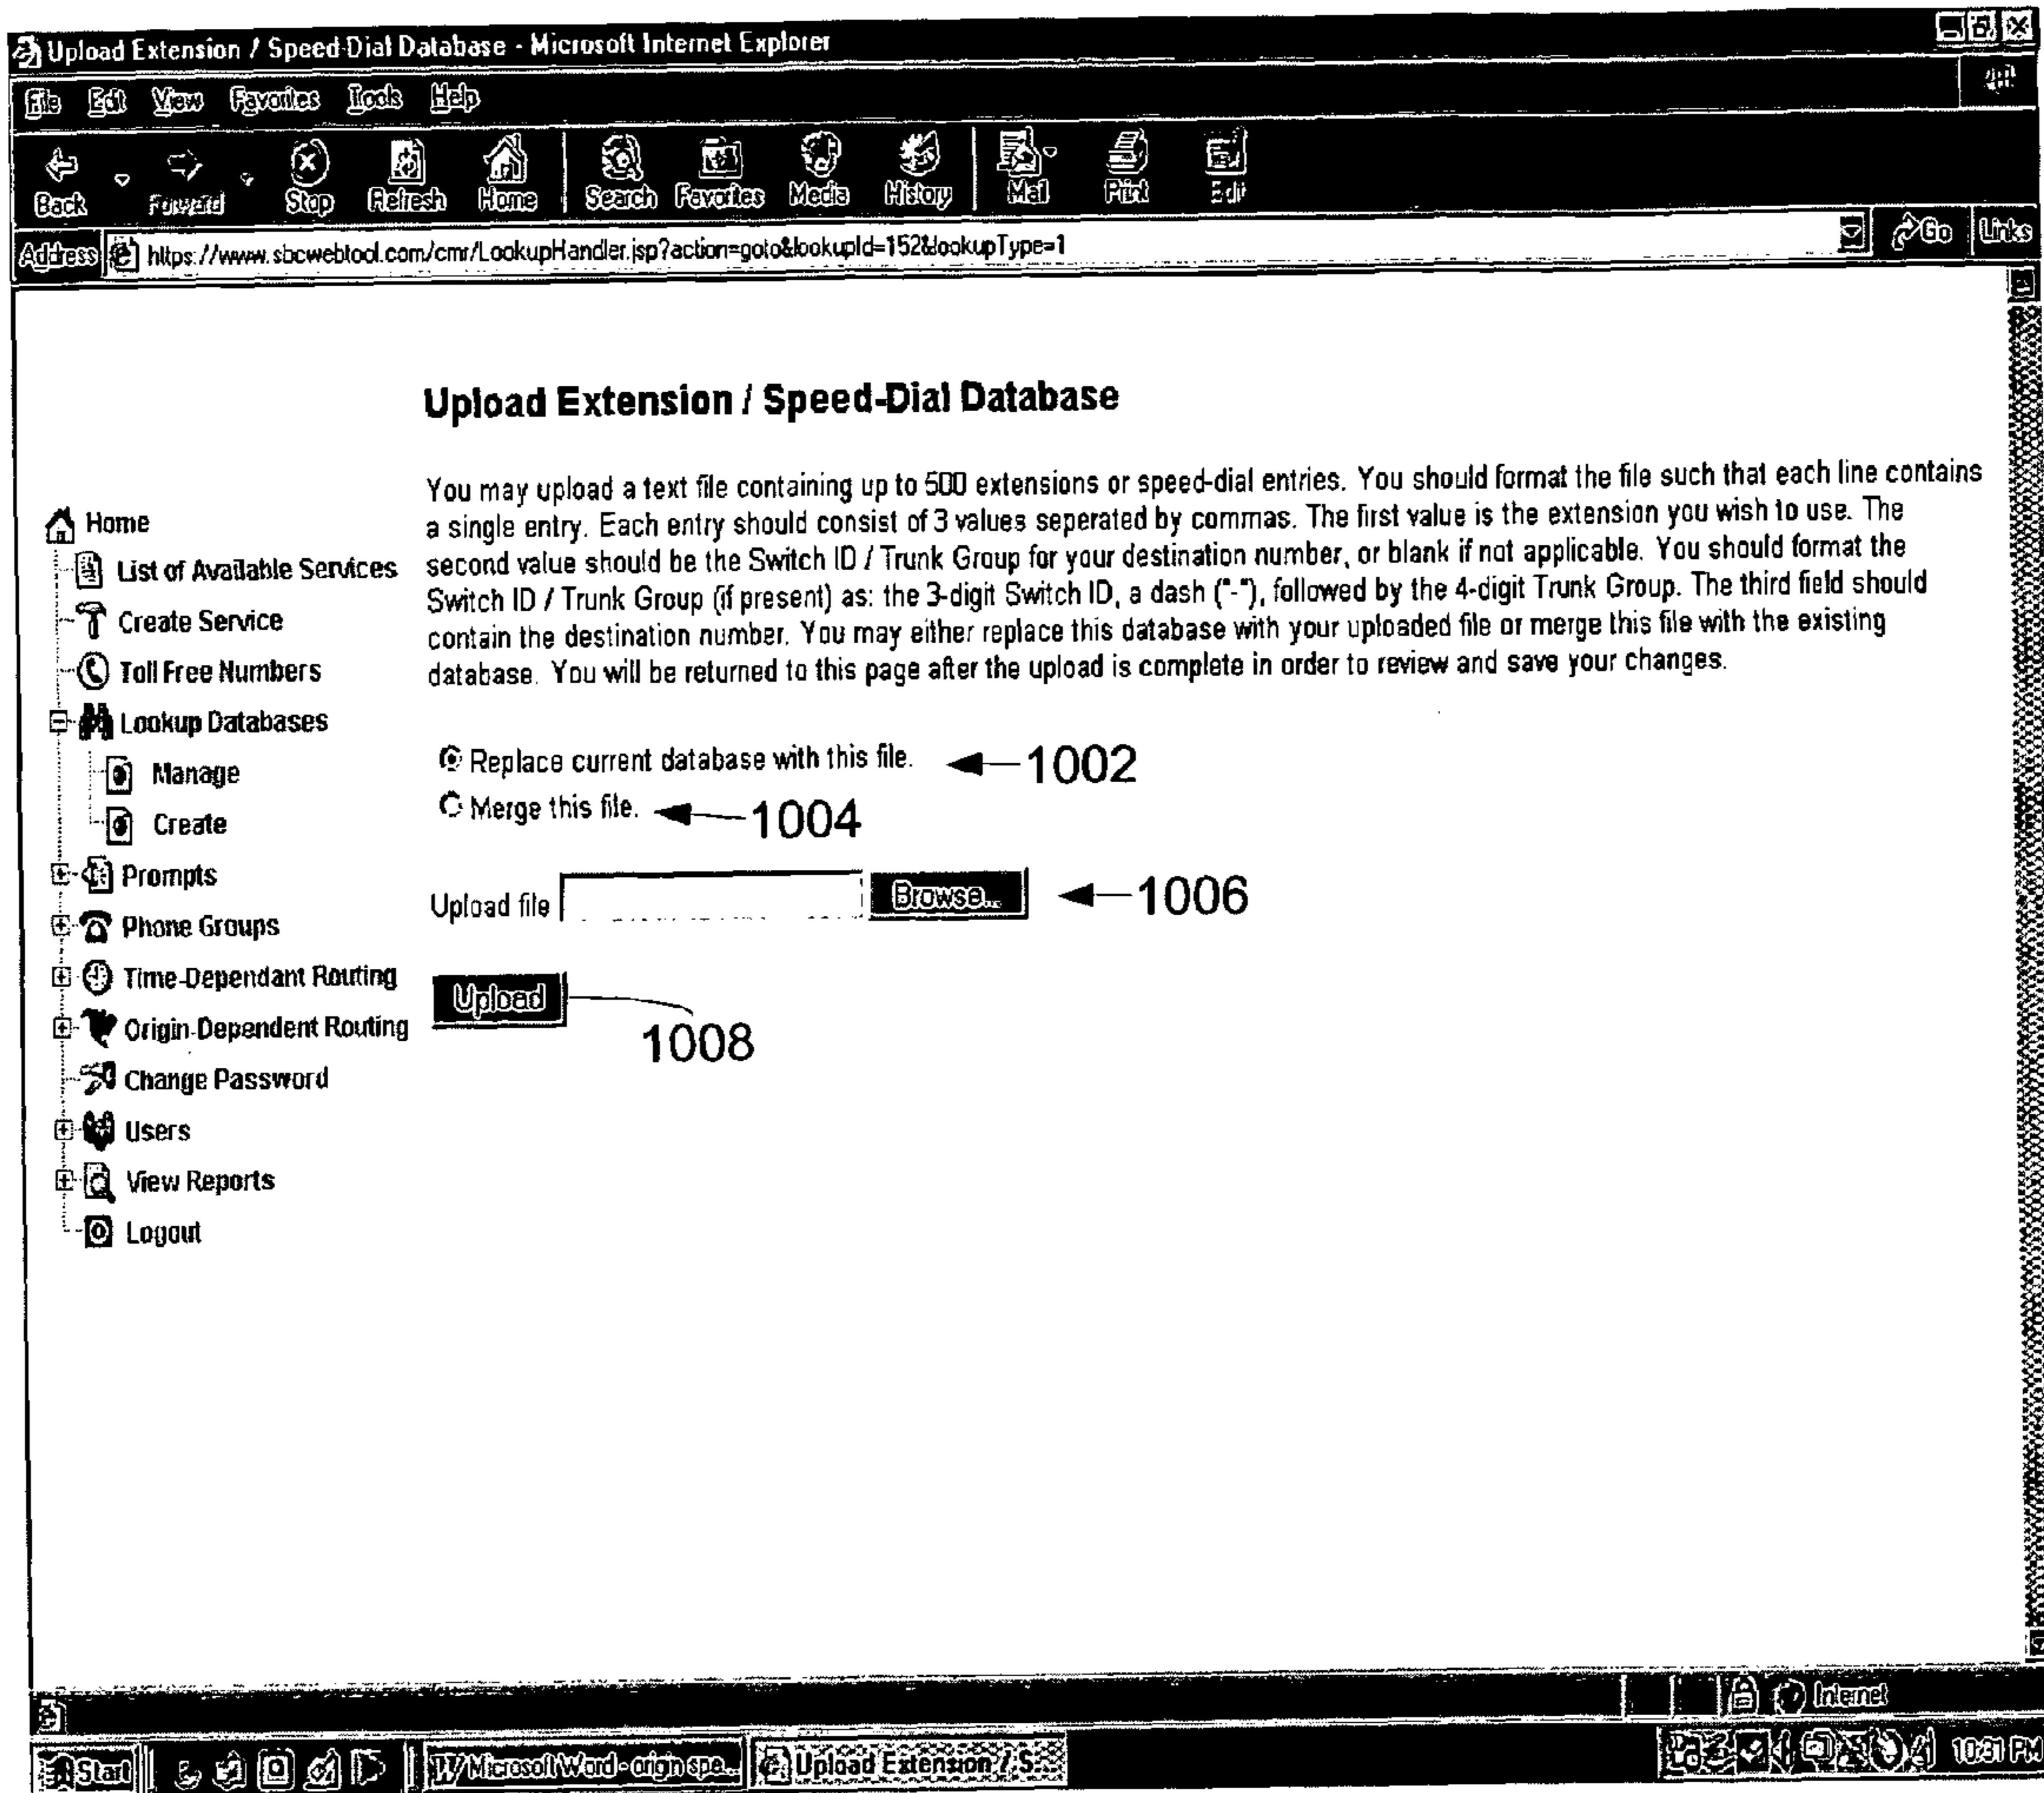 Upload Extension / Speed-Dial Database - Microsoft Internet Explorer
File Edit View Favorites Tools Help
Back Forward Stop Refresh Home Search Favorites Media History Mail Print Edit
Address https://www.sbcwebtool.com/cmr/LookupHandler.jsp?action=goto&lookupId=152&lookupType=1 Go Links
Upload Extension / Speed-Dial Database
You may upload a text file containing up to 500 extensions or speed-dial entries. You should format the file such that each line contains
a single entry. Each entry should consist of 3 values seperated by commas. The first value is the extension you wish to use. The
second value should be the Switch ID / Trunk Group for your destination number, or blank if not applicable. You should format the
Switch ID / Trunk Group (if present) as: the 3-digit Switch ID, a dash ("-"), followed by the 4-digit Trunk Group. The third field should
contain the destination number. You may either replace this database with your uploaded file or merge this file with the existing
database. You will be returned to this page after the upload is complete in order to review and save your changes.
Home
List of Available Services
Create Service
Toll Free Numbers
Lookup Databases
Manage
Create
Prompts
Phone Groups
Time-Dependant Routing
Origin-Dependent Routing
Change Password
Users
View Reports
Logout
Replace current database with this file. 1002
Merge this file. 1004
Upload file Browse... 1006
Upload
1008
Internet
Start Microsoft Word - origin spe... Upload Extension / S... 10:31 PM